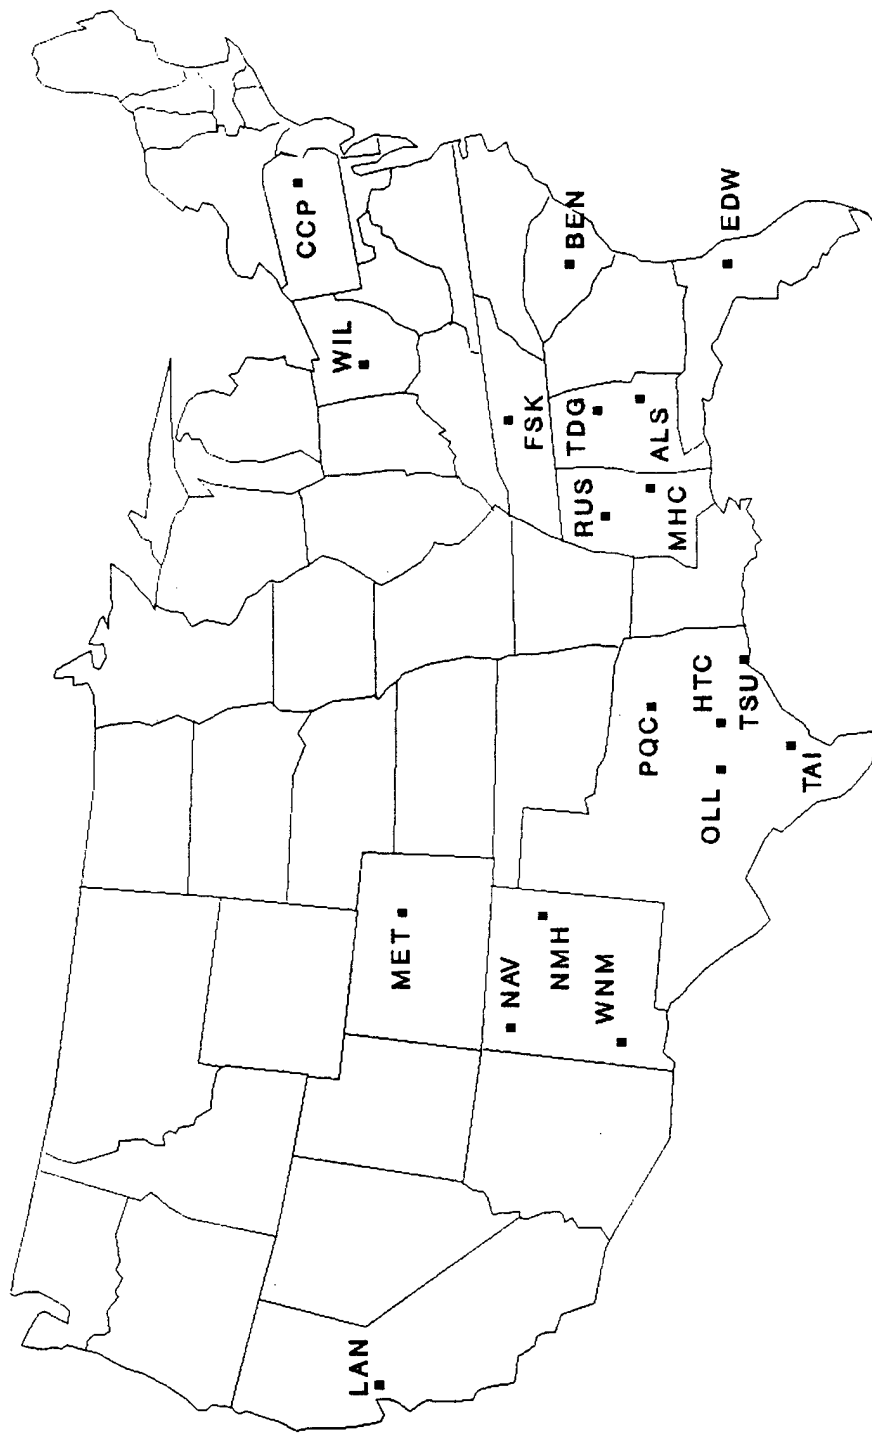 CCP
WIL
BEN
EDW
FSK
TDG
ALS
RUS
MHC
PQC
HTC
TSU
OLL
TAI
MET
NAV
NMH
WNM
LAN